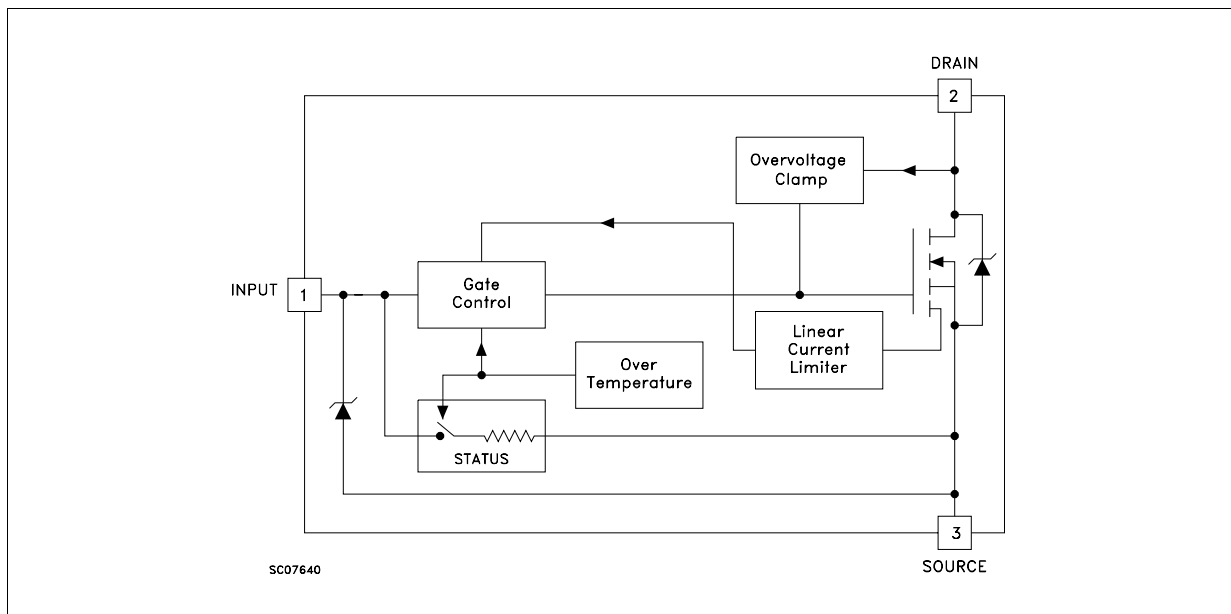 DRAIN
2
Overvoltage
Clamp
INPUT
1
Gate
Control
Linear
Current
Limiter
Over
Temperature
STATUS
3
SOURCE
SC07640